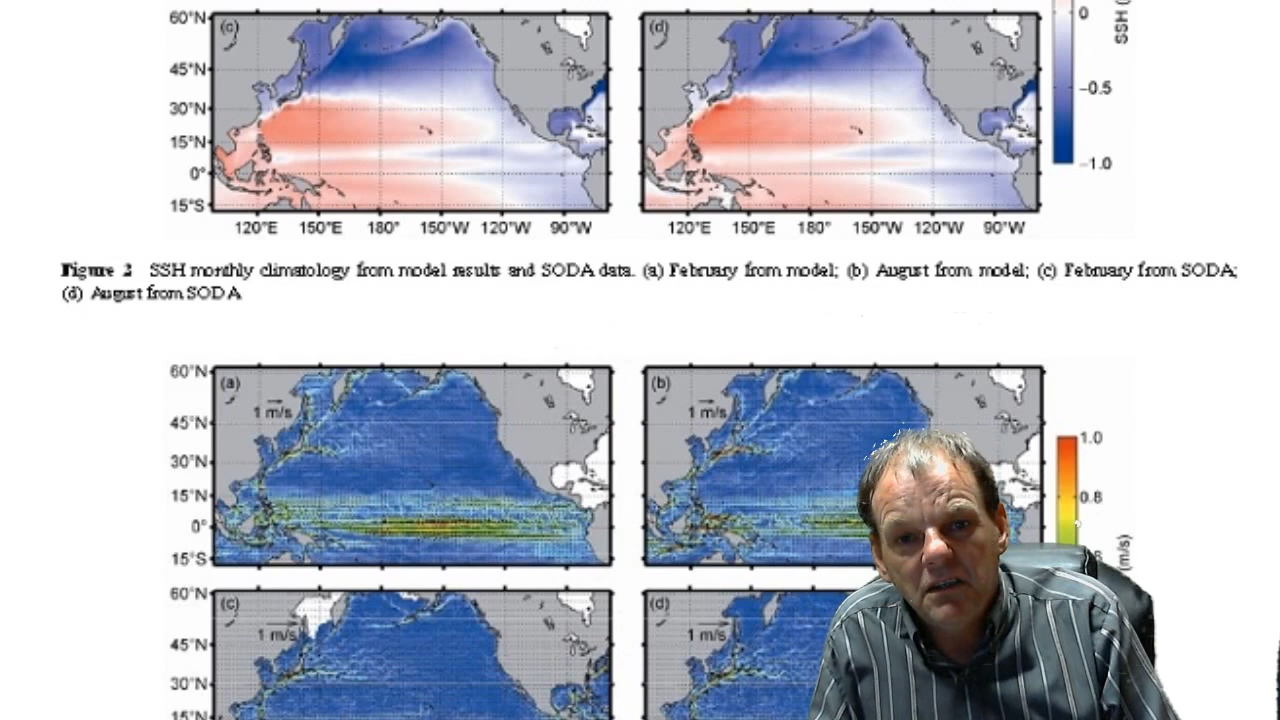 (c) (d)
60°N
45°N
30°N
15°N
0°
15°S
120°E 150°E 180° 150°W 120°W 90°W 120°E 150°E 180° 150°W 120°W 90°W
0
−0.5
−1.0
SSH (
Figure 2 SSH monthly climatology from model results and SODA data. (a) February from model; (b) August from model; (c) February from SODA;
(d) August from SODA
(a) (b)
60°N
1 m/s 1 m/s
45°N
30°N
15°N
0°
15°S
1.0
0.8
(m/s)
(c) (d)
60°N
1 m/s 1 m/s
45°N
30°N
15°N